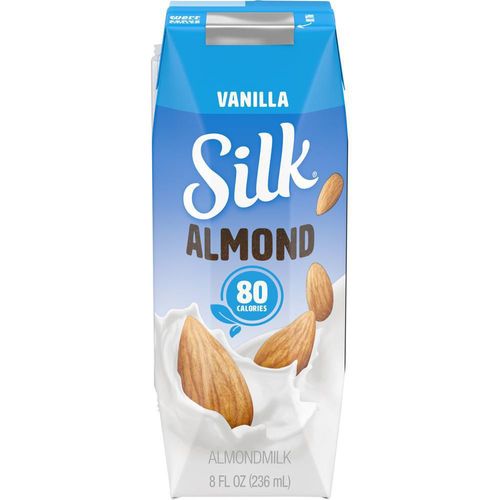 VANILLA
Silk®
ALMOND
80
CALORIES
ALMONDMILK
8 FL OZ (236 mL)